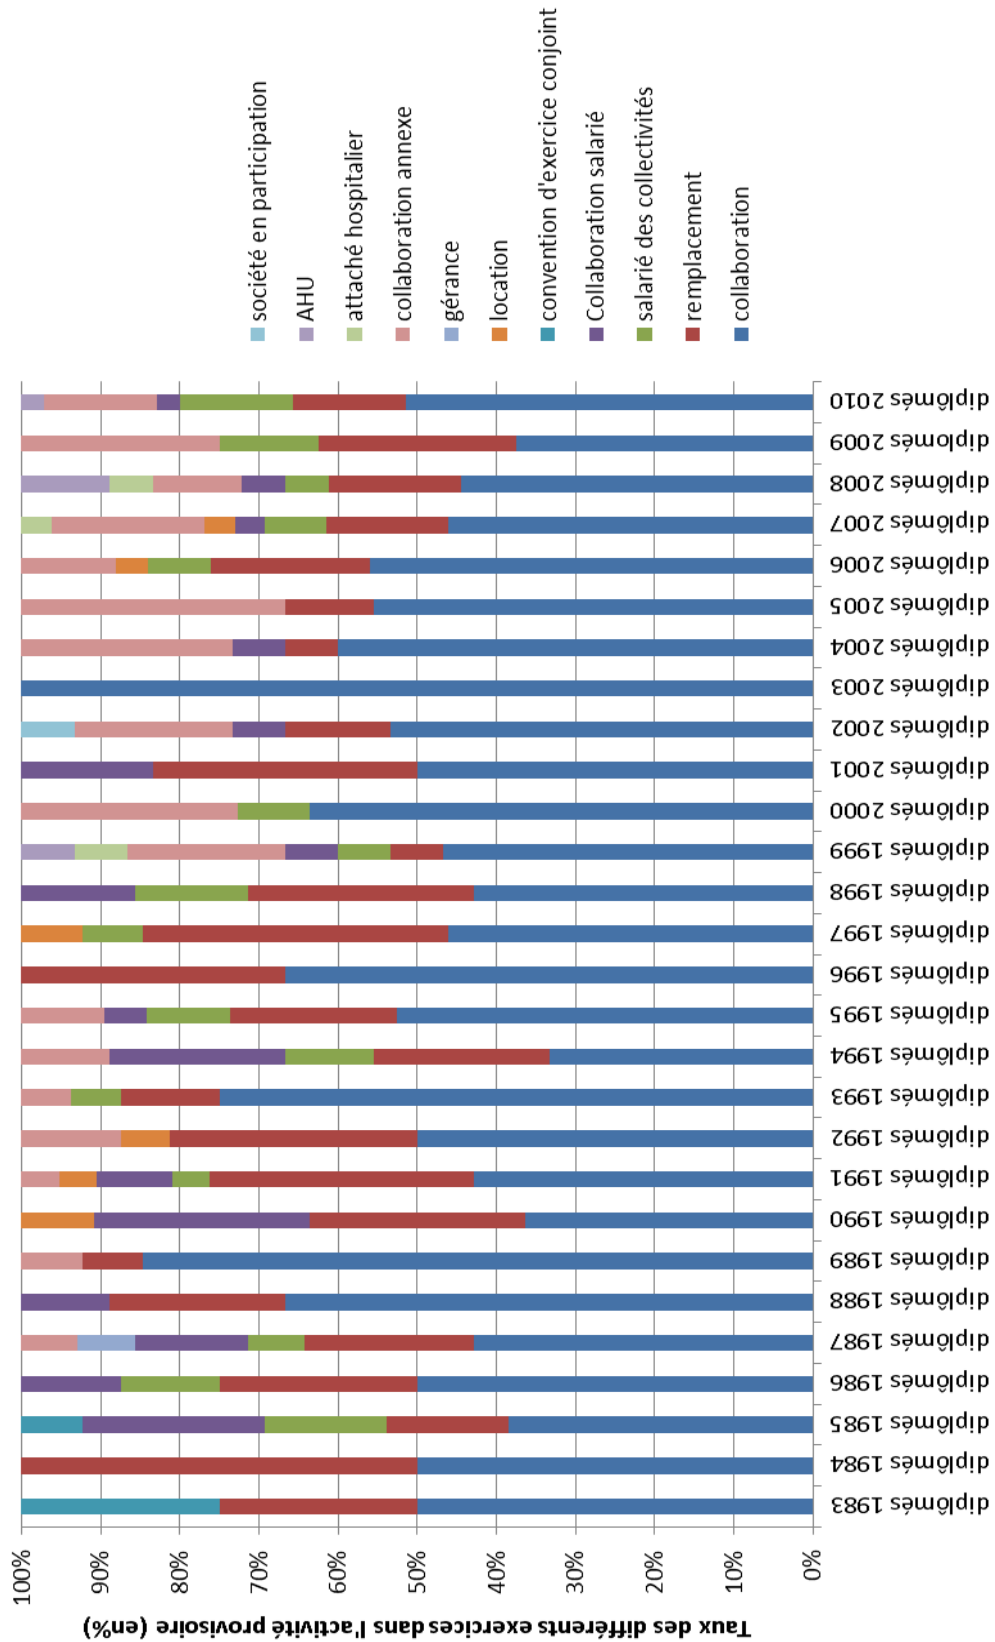 Taux des différents exercices dans l'activité provisoire (en%)
100%
90%
80%
70%
60%
50%
40%
30%
20%
10%
0%
diplômés 1983
diplômés 1984
diplômés 1985
diplômés 1986
diplômés 1987
diplômés 1988
diplômés 1989
diplômés 1990
diplômés 1991
diplômés 1992
diplômés 1993
diplômés 1994
diplômés 1995
diplômés 1996
diplômés 1997
diplômés 1998
diplômés 1999
diplômés 2000
diplômés 2001
diplômés 2002
diplômés 2003
diplômés 2004
diplômés 2005
diplômés 2006
diplômés 2007
diplômés 2008
diplomés 2009
diplômés 2010
société en participation
AHU
attaché hospitalier
collaboration annexe
gérance
location
convention d'exercice conjoint
Collaboration salarié
salarié des collectivités
remplacement
collaboration